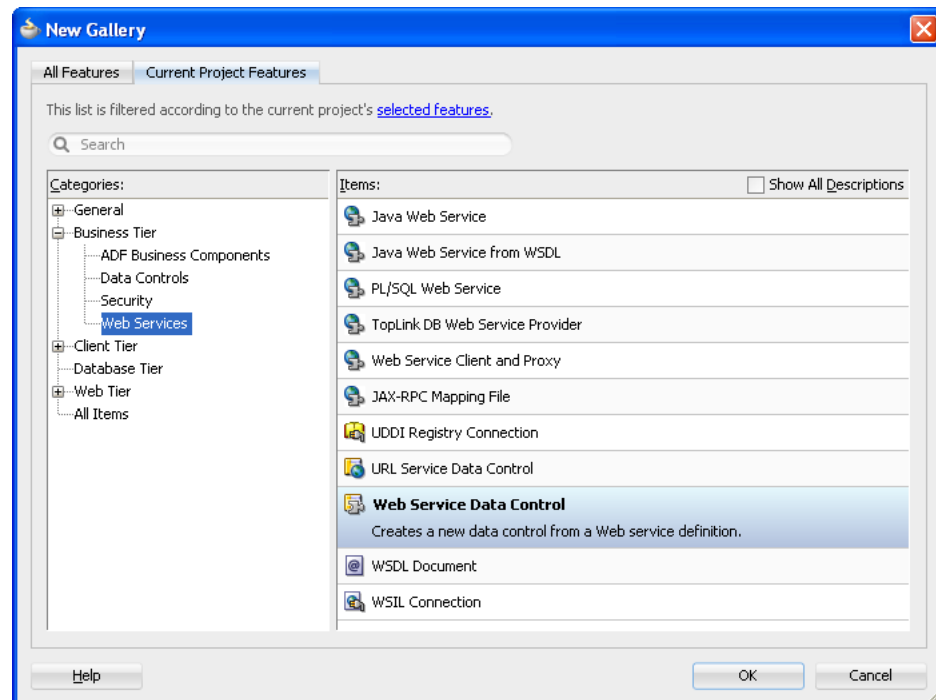 New Gallery
All Features
Current Project Features
This list is filtered according to the current project's selected features.
Search
Categories:
General
Business Tier
ADF Business Components
Data Controls
Security
Web Services
Client Tier
Database Tier
Web Tier
All Items
Items:
Show All Descriptions
Java Web Service
Java Web Service from WSDL
PL/SQL Web Service
TopLink DB Web Service Provider
Web Service Client and Proxy
JAX-RPC Mapping File
UDDI Registry Connection
URL Service Data Control
Web Service Data Control
Creates a new data control from a Web service definition.
WSDL Document
WSIL Connection
Help
OK
Cancel